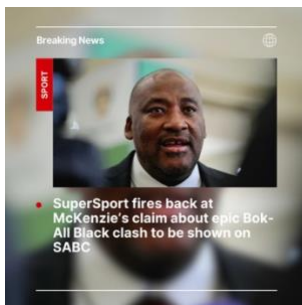 Breaking News
SPORT
SuperSport fires back at
McKenzie's claim about epic Bok-
All Black clash to be shown on
SABC